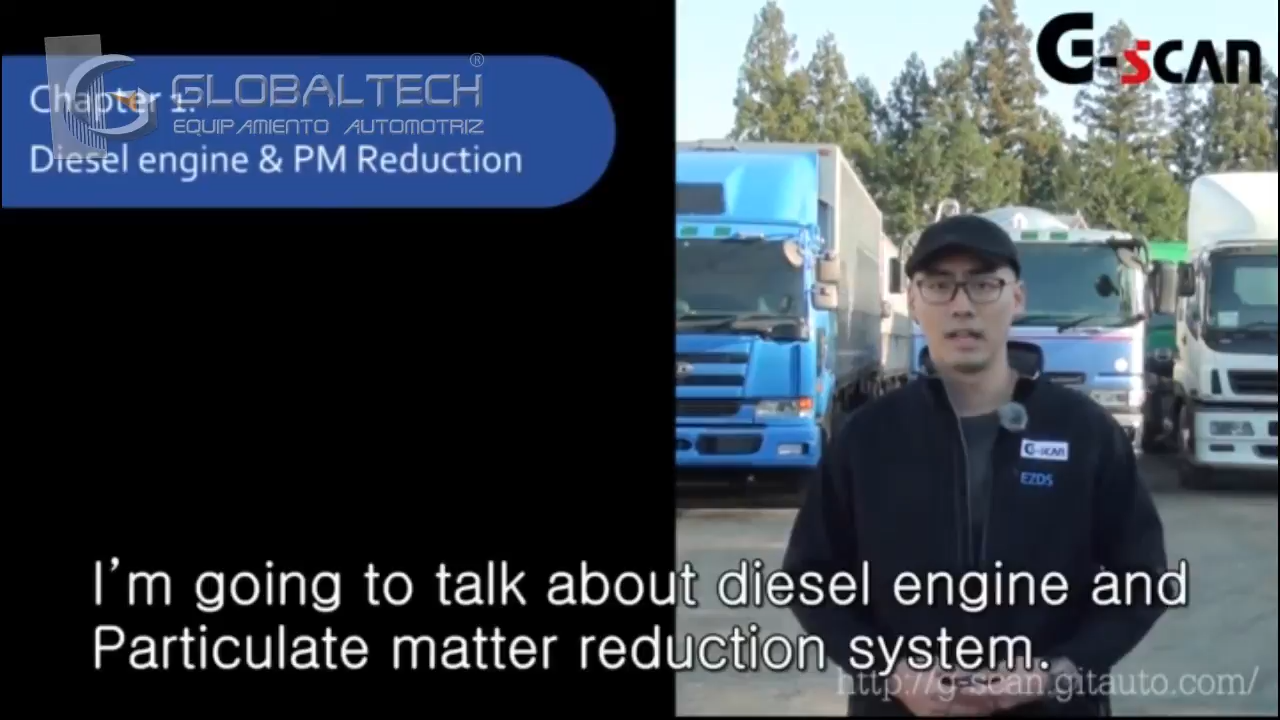 GLOBALTECH®
EQUIPAMIENTO AUTOMOTRIZ
Chapter 1.
Diesel engine & PM Reduction
G-SCAN
G-SCAN
EZDS
I'm going to talk about diesel engine and
Particulate matter reduction system.
http://g-scan.gitauto.com/